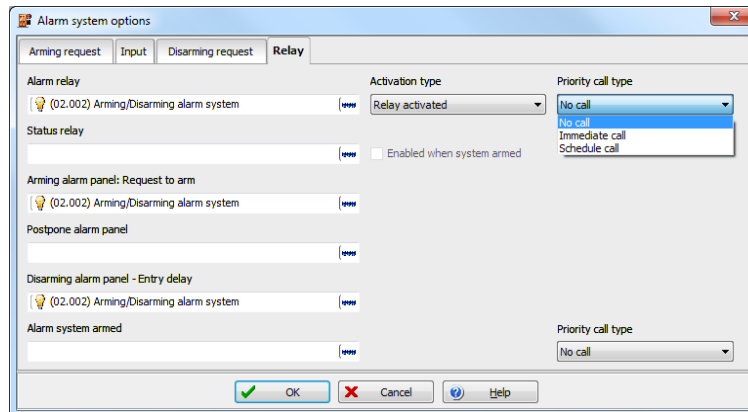 Alarm system options
Arming request Input Disarming request Relay
Alarm relay Activation type Priority call type
(02.002) Arming/Disarming alarm system Relay activated No call
No call
Immediate call
Schedule call
Status relay
Enabled when system armed
Arming alarm panel: Request to arm
(02.002) Arming/Disarming alarm system
Postpone alarm panel
Disarming alarm panel - Entry delay
(02.002) Arming/Disarming alarm system
Alarm system armed Priority call type
No call
OK Cancel Help